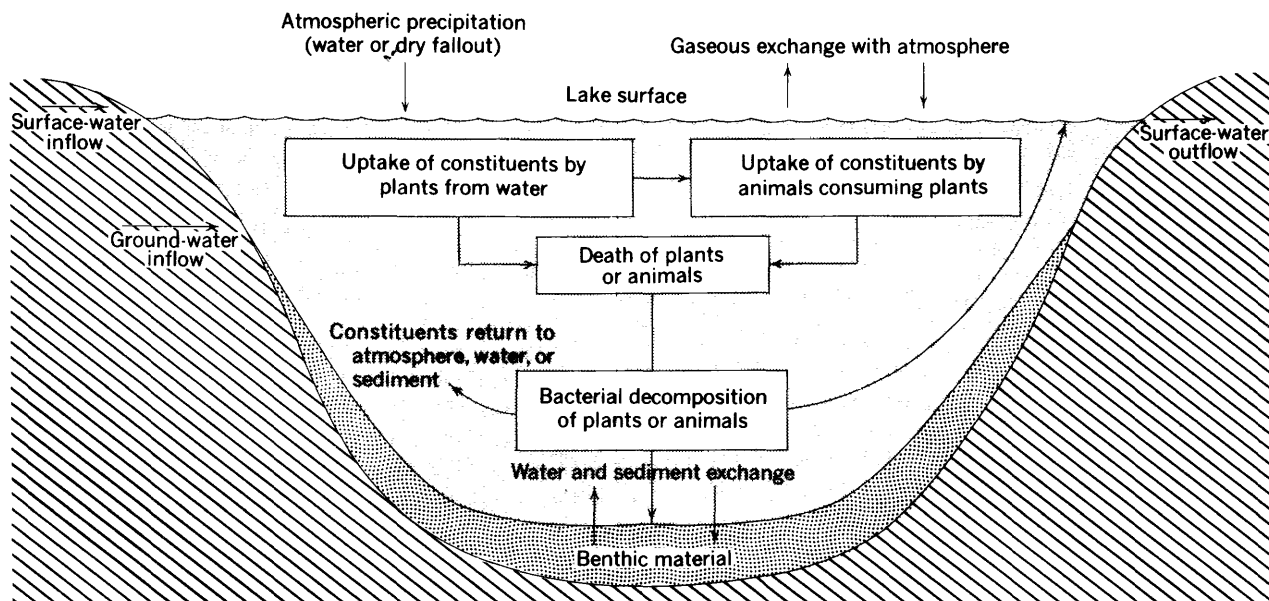 Atmospheric precipitation
(water or dry fallout)
Gaseous exchange with atmosphere
Lake surface
Surface-water
inflow
Surface-water
outflow
Uptake of constituents by
plants from water
Uptake of constituents by
animals consuming plants
Ground-water
inflow
Death of plants
or animals
Constituents return to
atmosphere, water, or
sediment
Bacterial decomposition
of plants or animals
Water and sediment exchange
Benthic material